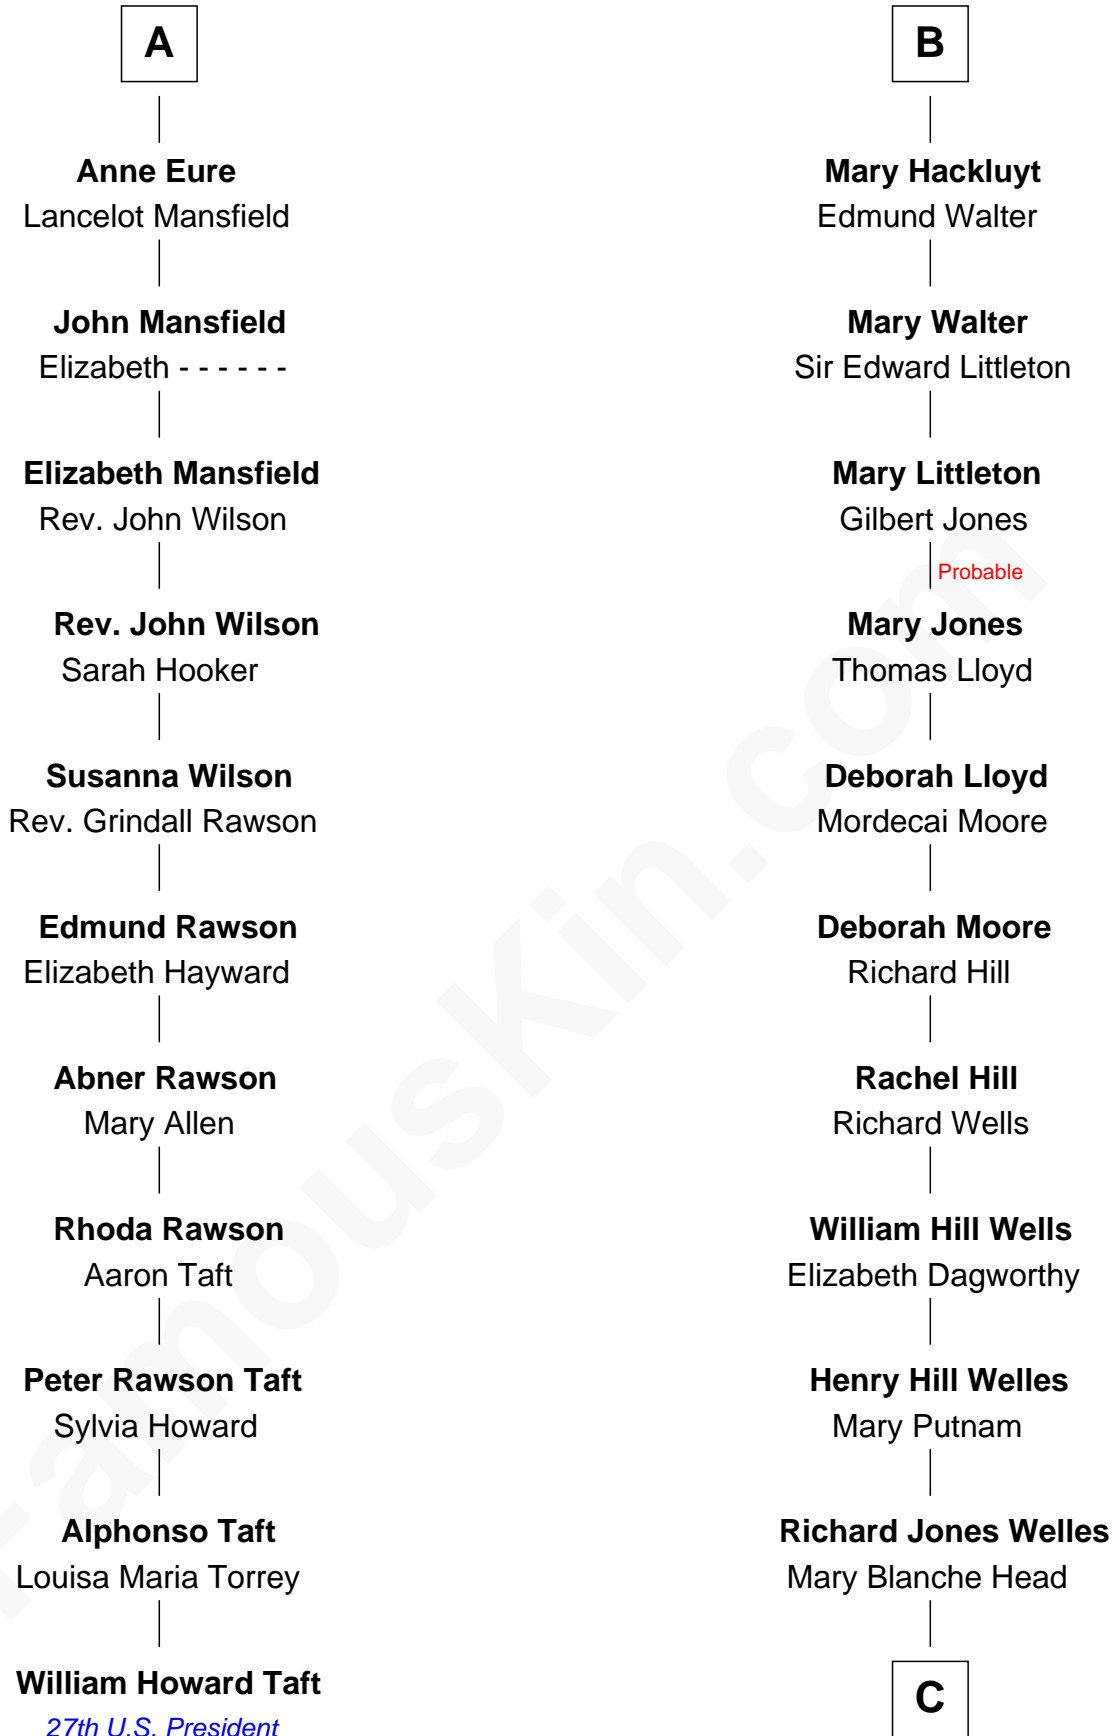 A
Anne Eure
Lancelot Mansfield
John Mansfield
Elizabeth - - - - - -
Elizabeth Mansfield
Rev. John Wilson
Rev. John Wilson
Sarah Hooker
Susanna Wilson
Rev. Grindall Rawson
Edmund Rawson
Elizabeth Hayward
Abner Rawson
Mary Allen
Rhoda Rawson
Aaron Taft
Peter Rawson Taft
Sylvia Howard
Alphonso Taft
Louisa Maria Torrey
William Howard Taft
27th U.S. President
B
Mary Hackluyt
Edmund Walter
Mary Walter
Sir Edward Littleton
Mary Littleton
Gilbert Jones
Probable
Mary Jones
Thomas Lloyd
Deborah Lloyd
Mordecai Moore
Deborah Moore
Richard Hill
Rachel Hill
Richard Wells
William Hill Wells
Elizabeth Dagworthy
Henry Hill Welles
Mary Putnam
Richard Jones Welles
Mary Blanche Head
C
FamousKin.com